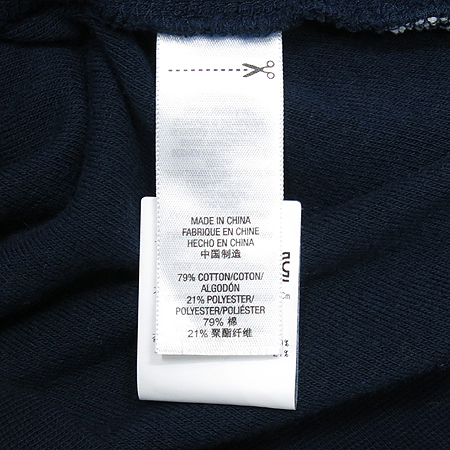 MADE IN CHINA
FABRIQUE EN CHINE
HECHO EN CHINA
中国制造
79% COTTON/COTON/
ALGODÓN
21% POLYESTER/
POLYESTER/POLIÉSTER
79% 棉
21% 聚酯纤维